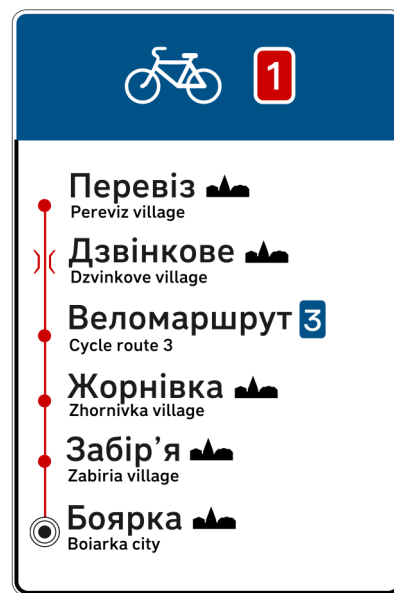 1
Перевіз
Pereviz village
Дзвінкове
Dzvinkove village
Веломаршрут 3
Cycle route 3
Жорнівка
Zhornivka village
Забір’я
Zabiria village
Боярка
Boiarka city